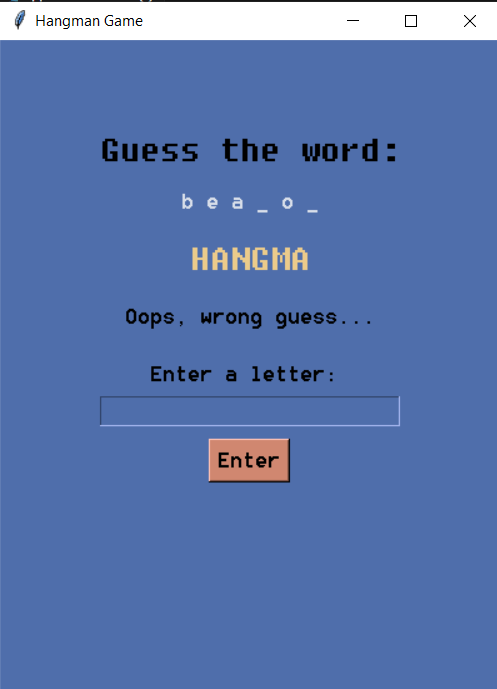 Hangman Game
Guess the word:
b e a _ o _
HANGMA
Oops, wrong guess...
Enter a letter:
Enter